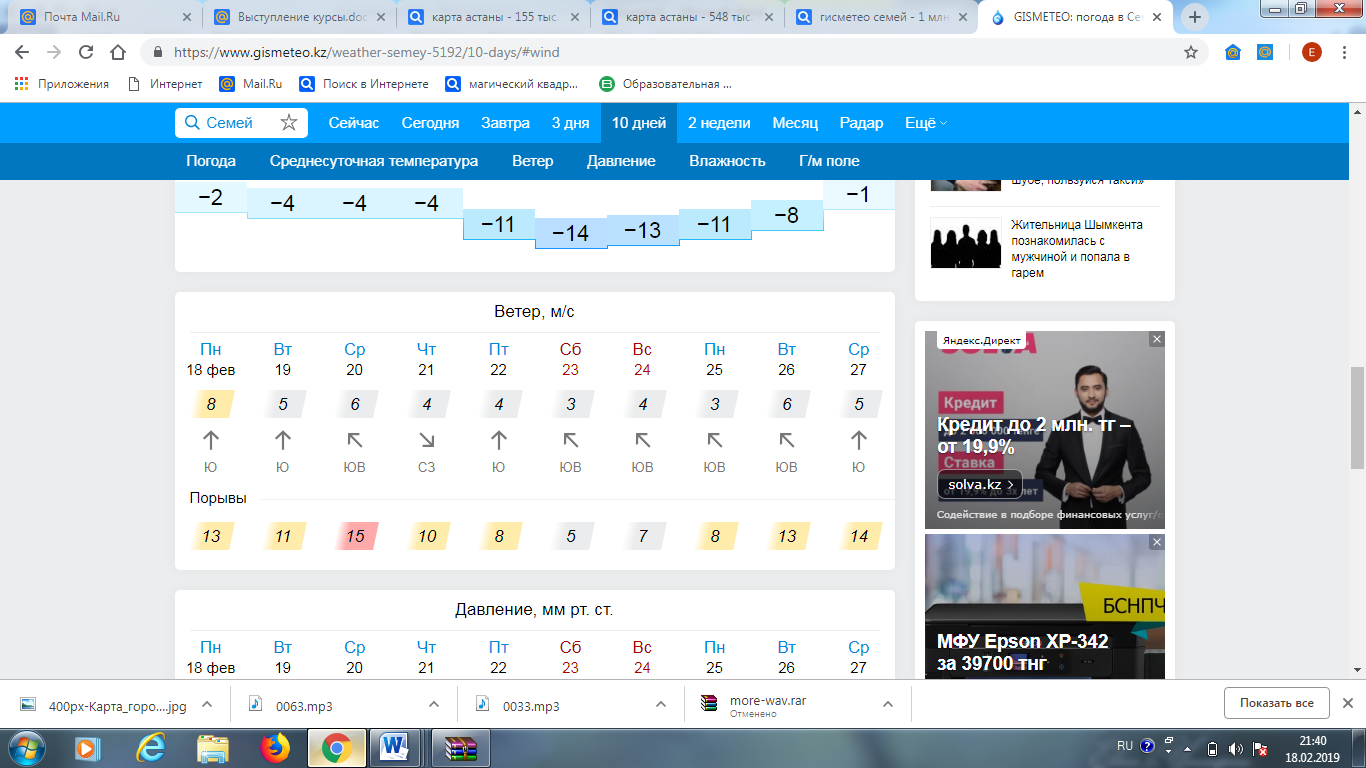 Почта Mail.Ru
Выступление курсы.doc
карта астаны - 155 тыс.
карта астаны - 548 тыс.
гисметео семей - 1 млн
GISMETEO: погода в Се
https://www.gismeteo.kz/weather-semey-5192/10-days/#wind
E
Приложения Интернет Mail.Ru Поиск в Интернете магический квадр... Образовательная ...
Семей Сейчас Сегодня Завтра 3 дня 10 дней 2 недели Месяц Радар Ещё
Погода Среднесуточная температура Ветер Давление Влажность Г/м поле
−2 −4 −4 −4 −11 −14 −13 −11 −8 −1
Ветер, м/с
Пн Вт Ср Чт Пт Сб Вс Пн Вт Ср
18 фев 19 20 21 22 23 24 25 26 27
8 5 6 4 4 3 4 3 6 5
Ю Ю ЮВ СЗ Ю ЮВ ЮВ ЮВ ЮВ Ю
Порывы
13 11 15 10 8 5 7 8 13 14
Давление, мм рт. ст.
Пн Вт Ср Чт Пт Сб Вс Пн Вт Ср
18 фев 19 20 21 22 23 24 25 26 27
шубе, пользуйся такси»
Жительница Шымкента
познакомилась с
мужчиной и попала в
гарем
Яндекс.Директ
Кредит
Кредит до 2 млн. тг –
от 19,9%
Ставка
solva.kz
от 19,9% до 3х лет
Содействие в подборе финансовых услуг/с
БСНПЧ
МФУ Epson XP-342
за 39700 тнг
400px-Карта_горо....jpg
0063.mp3
0033.mp3
more-wav.rar
Отменено
Показать все
RU
21:40
18.02.2019